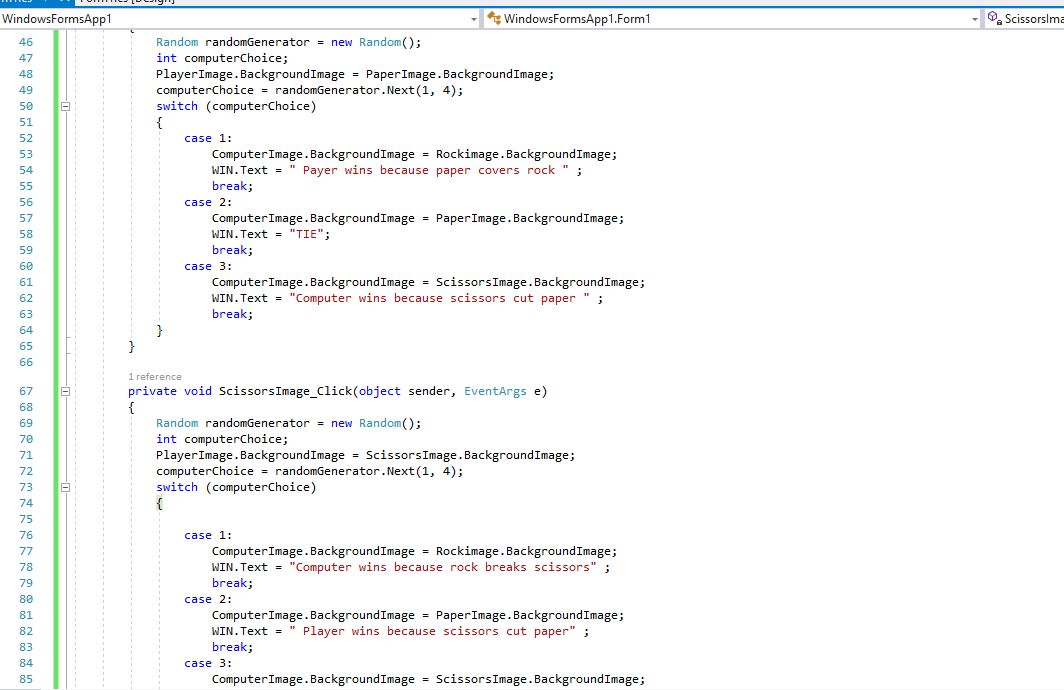 WindowsFormsApp1 WindowsFormsApp1.Form1 ScissorsIma
46 Random randomGenerator = new Random();
47 int computerChoice;
48 PlayerImage.BackgroundImage = PaperImage.BackgroundImage;
49 computerChoice = randomGenerator.Next(1, 4);
50 switch (computerChoice)
51 {
52 case 1:
53 ComputerImage.BackgroundImage = Rockimage.BackgroundImage;
54 WIN.Text = " Payer wins because paper covers rock " ;
55 break;
56 case 2:
57 ComputerImage.BackgroundImage = PaperImage.BackgroundImage;
58 WIN.Text = "TIE";
59 break;
60 case 3:
61 ComputerImage.BackgroundImage = ScissorsImage.BackgroundImage;
62 WIN.Text = "Computer wins because scissors cut paper " ;
63 break;
64 }
65 }
66
1 reference
67 private void ScissorsImage_Click(object sender, EventArgs e)
68 {
69 Random randomGenerator = new Random();
70 int computerChoice;
71 PlayerImage.BackgroundImage = ScissorsImage.BackgroundImage;
72 computerChoice = randomGenerator.Next(1, 4);
73 switch (computerChoice)
74 {
75
76 case 1:
77 ComputerImage.BackgroundImage = Rockimage.BackgroundImage;
78 WIN.Text = "Computer wins because rock breaks scissors" ;
79 break;
80 case 2:
81 ComputerImage.BackgroundImage = PaperImage.BackgroundImage;
82 WIN.Text = " Player wins because scissors cut paper" ;
83 break;
84 case 3:
85 ComputerImage.BackgroundImage = ScissorsImage.BackgroundImage;